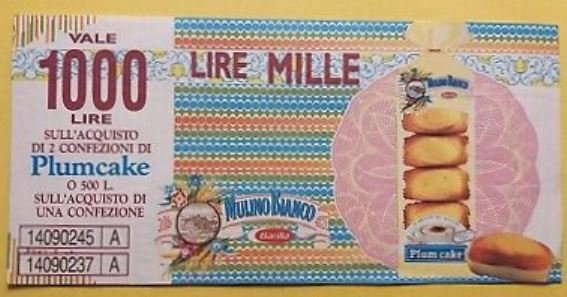 VALE
1000
LIRE
SULL'ACQUISTO
DI 2 CONFEZIONI DI
Plumcake
O 500 L.
SULL'ACQUISTO DI
UNA CONFEZIONE
14090245 A
14090237 A
LIRE MILLE
MULINO BIANCO
Barilla
MULINO BIANCO
Barilla
Plum cake